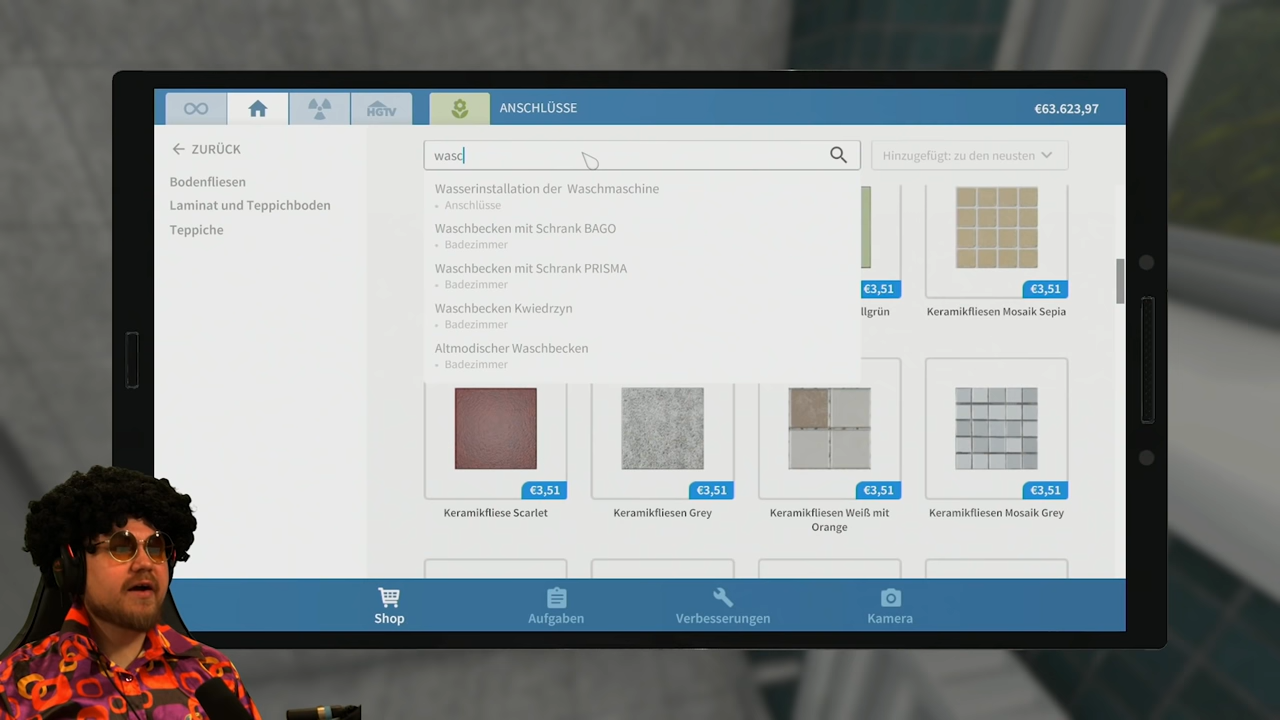 HGTV
ANSCHLÜSSE
€63.623,97
ZURÜCK
Bodenfliesen
Laminat und Teppichboden
Teppiche
wasc
Hinzugefügt: zu den neusten
Wasserinstallation der Waschmaschine
• Anschlüsse
Waschbecken mit Schrank BAGO
• Badezimmer
Waschbecken mit Schrank PRISMA
• Badezimmer
Waschbecken Kwiedrzyn
• Badezimmer
Altmodischer Waschbecken
• Badezimmer
€3,51
€3,51
llgrün
Keramikfliesen Mosaik Sepia
€3,51
€3,51
€3,51
€3,51
Keramikfliese Scarlet
Keramikfliesen Grey
Keramikfliesen Weiß mit
Orange
Keramikfliesen Mosaik Grey
Shop
Aufgaben
Verbesserungen
Kamera